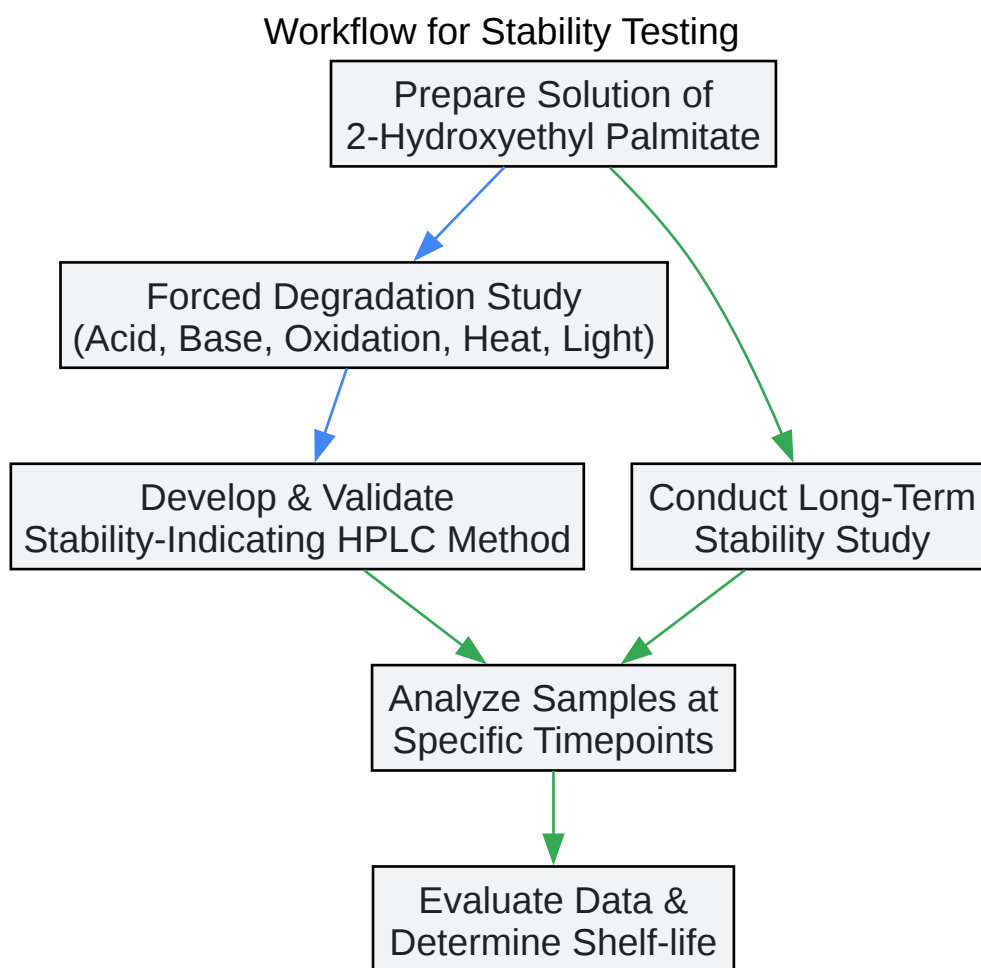 Workflow for Stability Testing
Prepare Solution of
2-Hydroxyethyl Palmitate
Forced Degradation Study
(Acid, Base, Oxidation, Heat, Light)
Develop & Validate
Stability-Indicating HPLC Method
Conduct Long-Term
Stability Study
Analyze Samples at
Specific Timepoints
Evaluate Data &
Determine Shelf-life